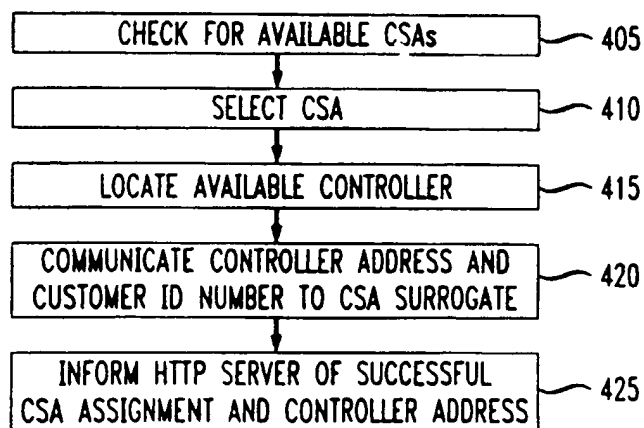 CHECK FOR AVAILABLE CSAs
405
SELECT CSA
410
LOCATE AVAILABLE CONTROLLER
415
COMMUNICATE CONTROLLER ADDRESS AND
CUSTOMER ID NUMBER TO CSA SURROGATE
420
INFORM HTTP SERVER OF SUCCESSFUL
CSA ASSIGNMENT AND CONTROLLER ADDRESS
425